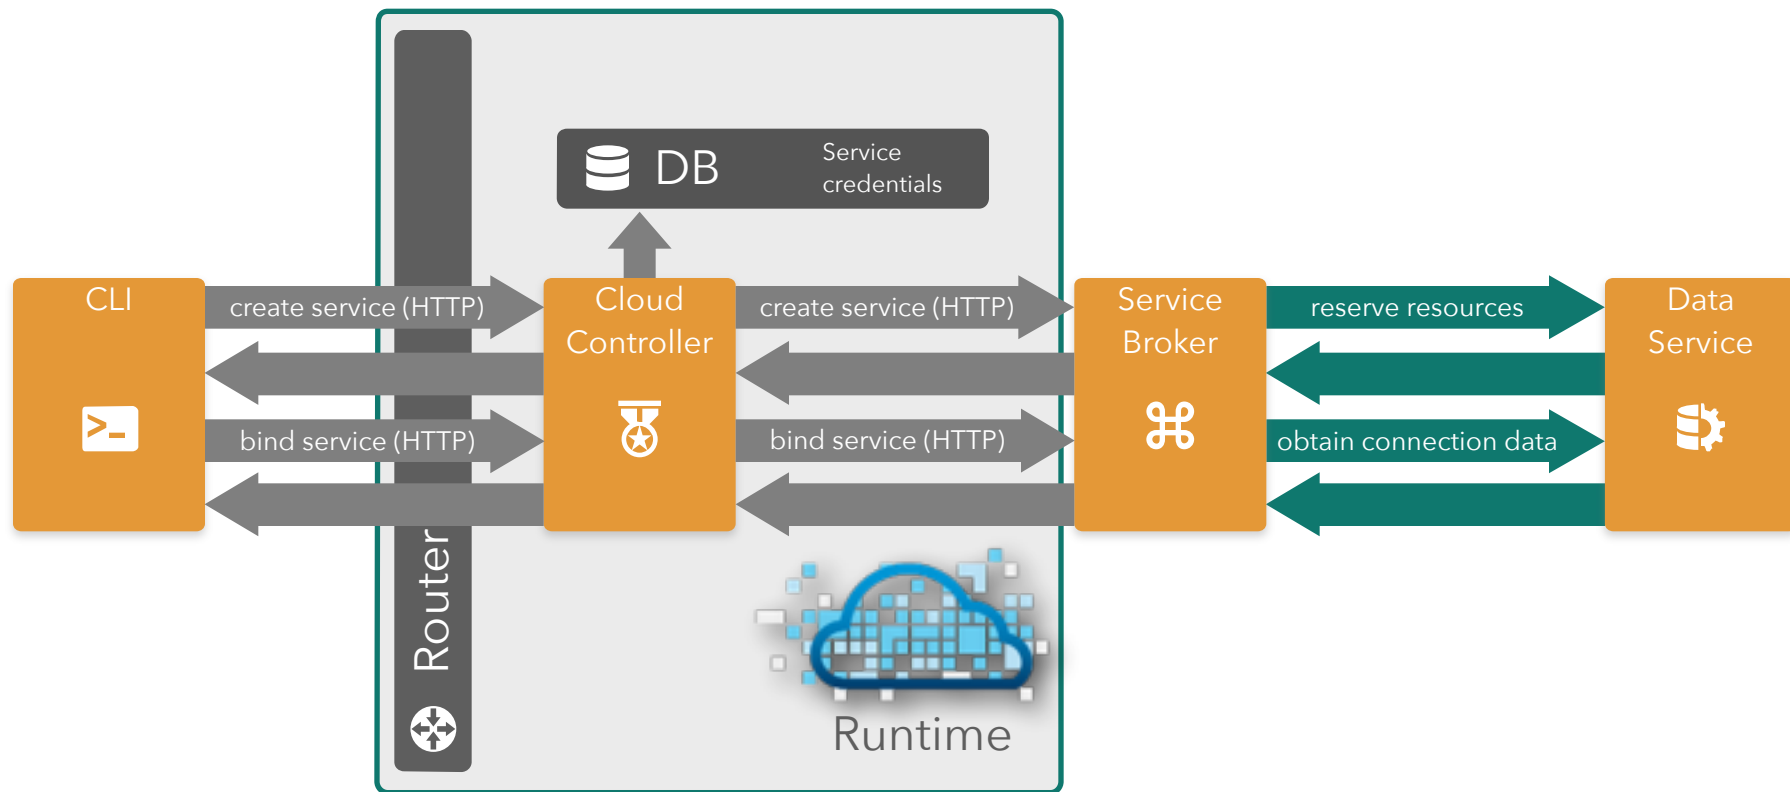 DB
Service
credentials
CLI
create service (HTTP)
bind service (HTTP)
Cloud
Controller
create service (HTTP)
bind service (HTTP)
Service
Broker
reserve resources
obtain connection data
Data
Service
Router
Runtime